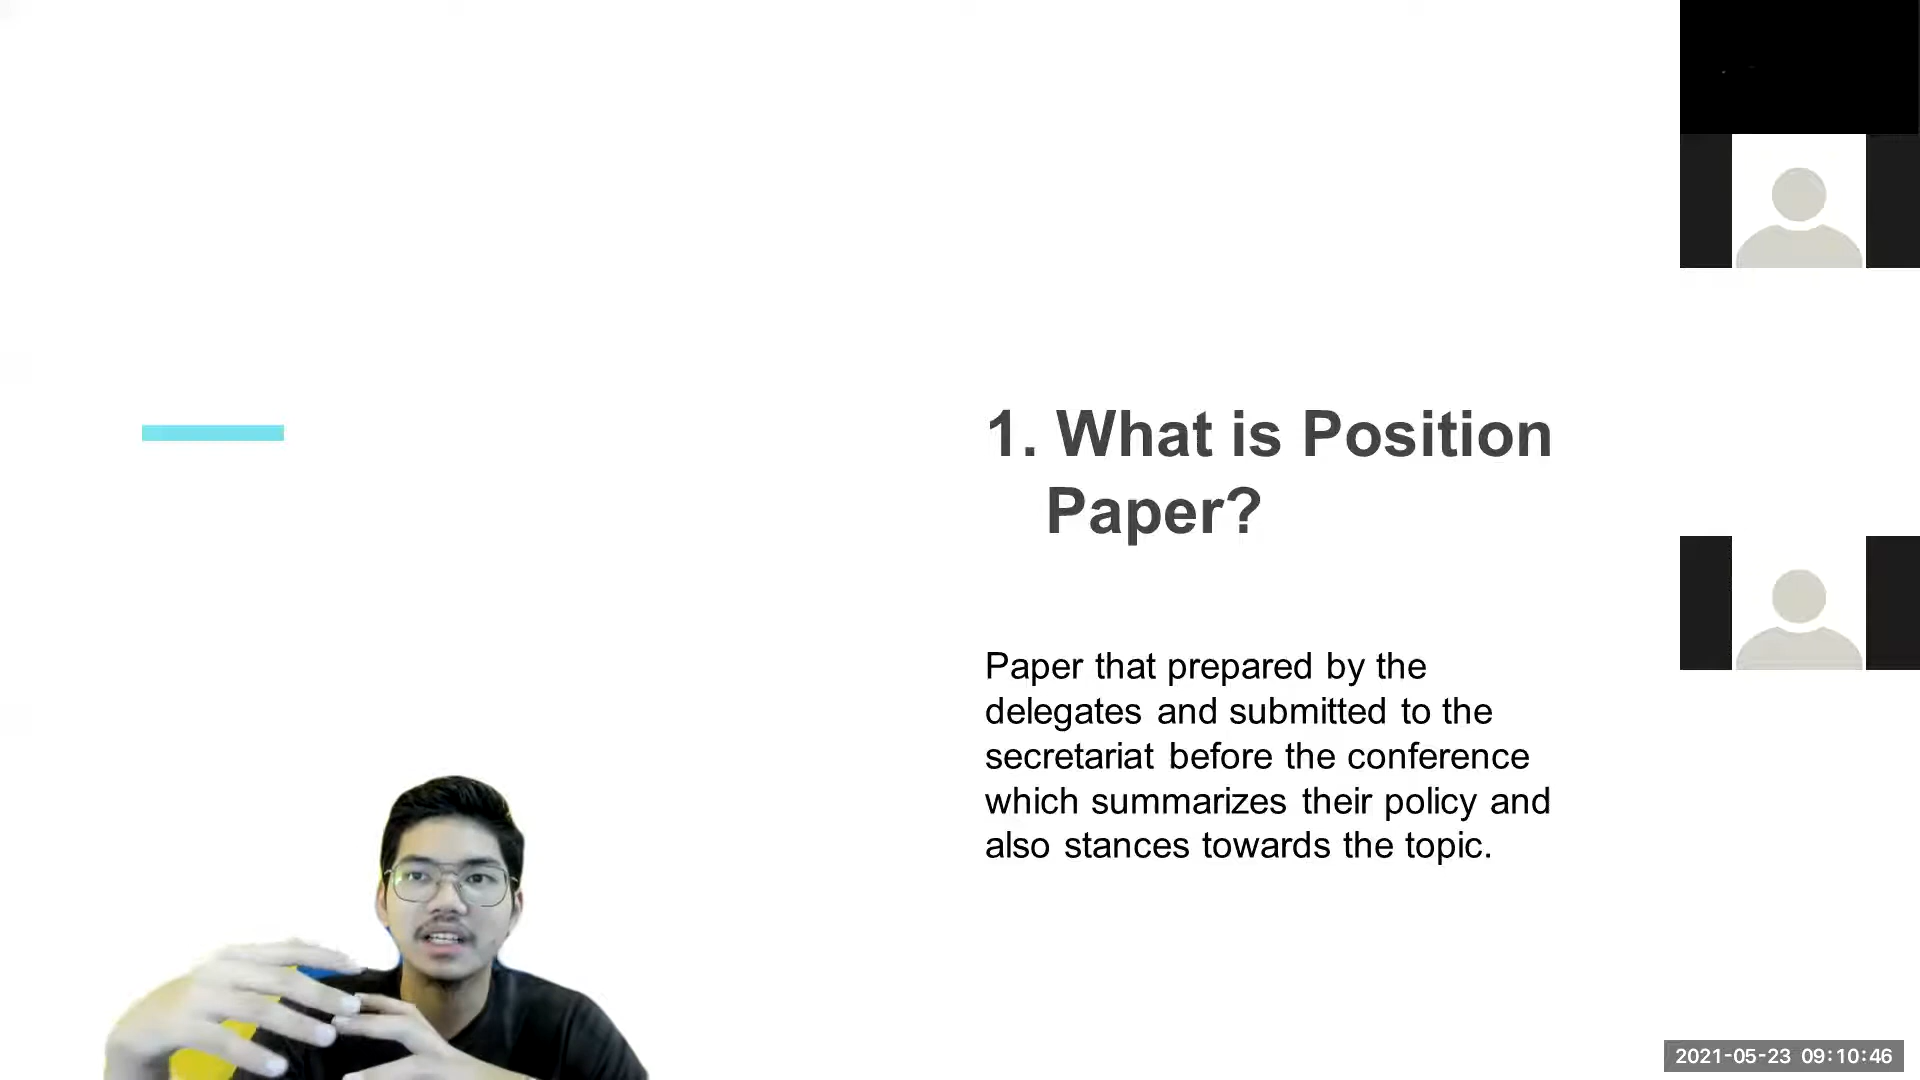 1. What is Position
Paper?
Paper that prepared by the
delegates and submitted to the
secretariat before the conference
which summarizes their policy and
also stances towards the topic.
2021-05-23 09:10:46